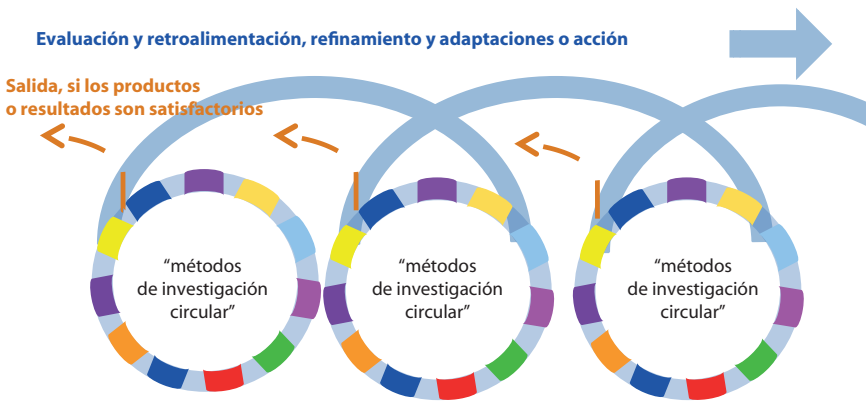 Evaluación y retroalimentación, refinamiento y adaptaciones o acción
Salida, si los productos
o resultados son satisfactorios
“métodos
de investigación
circular”
“métodos
de investigación
circular”
“métodos
de investigación
circular”